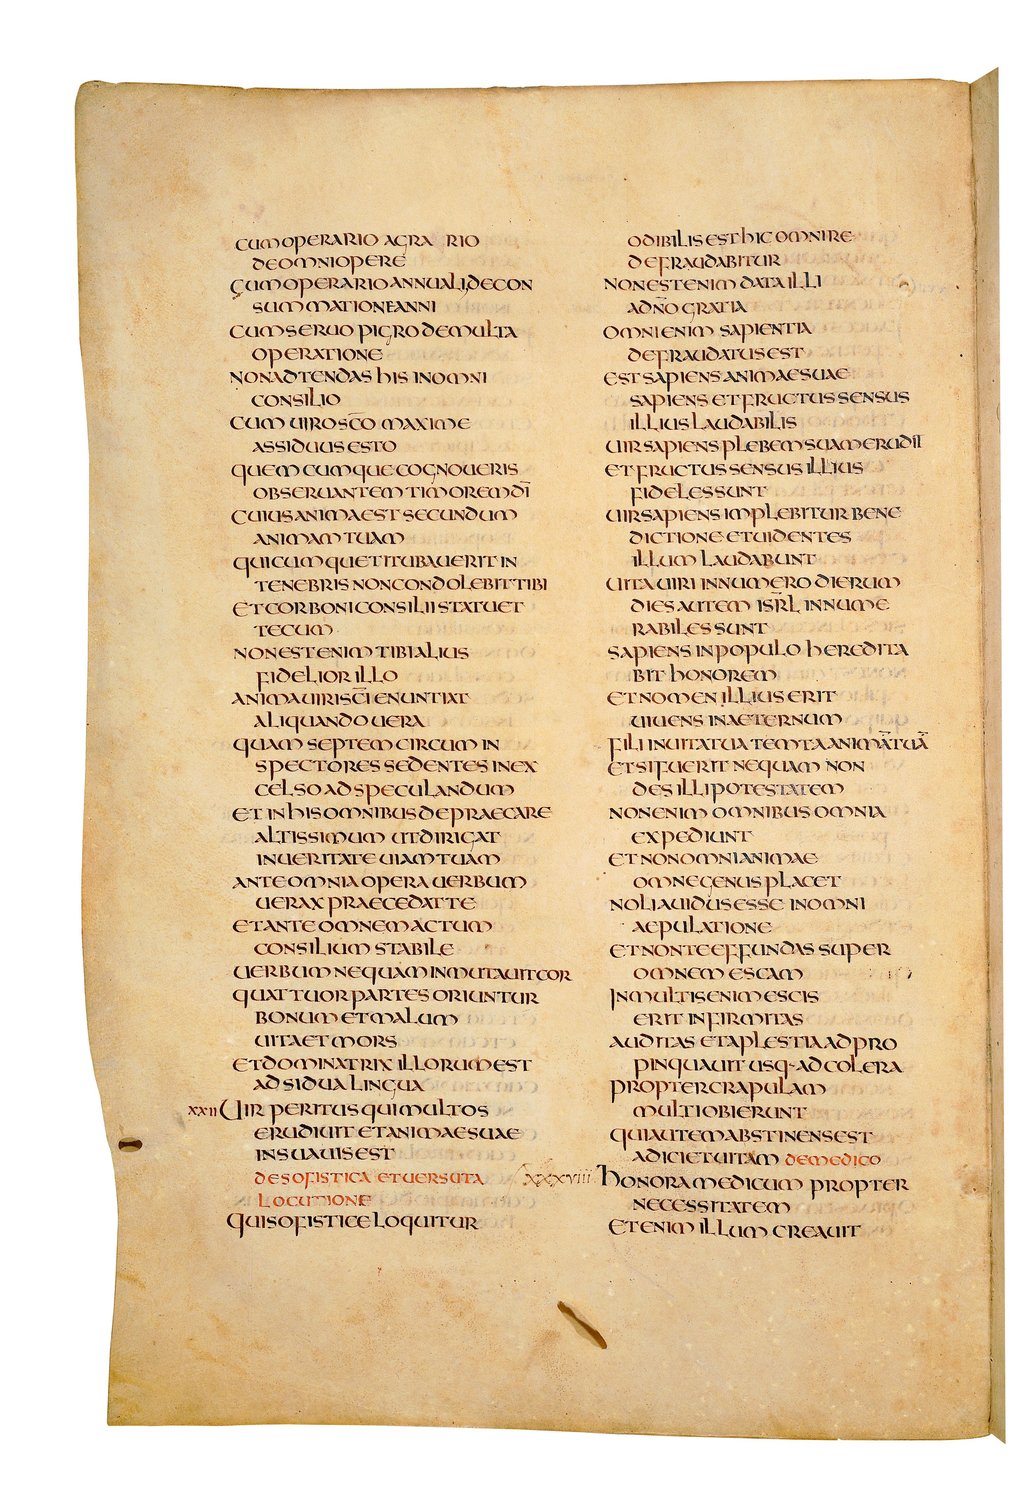 CUM OPERARIO AGRA RIO
DE OMNI OPERE
CUM OPERARIO ANNUALI DE CON
SUMMATIONE ANNI
CUM SERUO PIGRO DE MULTA
OPERATIONE
NON ADTENDAS HIS IN OMNI
CONSILIO
CUM UIRO SC̅O MAXIME
ASSIDUUS ESTO
QUEMCUMQUE COGNOUERIS
OBSERUANTEM TIMOREM DI̅
CUIUS ANIMA EST SECUNDUM
ANIMAM TUAM
QUICUMQUE TITUBAUERIT IN
TENEBRIS NON CONDOLEBIT TIBI
ET COR BONI CONSILII STATUET
TECUM
NON EST ENIM TIBI ALIUS
FIDELIOR ILLO
ANIMA UIRI SC̅I ENUNTIAT
ALIQUANDO UERA
QUAM SEPTEM CIRCUM IN
SPECTORES SEDENTES IN EX
CELSO AD SPECULANDUM
ET IN HIS OMNIBUS DEPRAECARE
ALTISSIMUM UT DIRIGAT
IN UERITATE UIAM TUAM
ANTE OMNIA OPERA UERBUM
UERAX PRAECEDAT TE
ET ANTE OMNEM ACTUM
CONSILIUM STABILE
UERBUM NEQUAM INMUTAUIT COR
QUATTUOR PARTES ORIUNTUR
BONUM ET MALUM
UITA ET MORS
ET DOMINATRIX ILLORUM EST
ADSIDUA LINGUA
XXII UIR PERITUS QUI MULTOS
ERUDIUIT ET ANIMAE SUAE
INSUAUIS EST
DE SOFISTICA ET UERSUTA
LOCUTIONE
QUI SOFISTICE LOQUITUR
ODIBILIS EST HIC OMNI RE
DEFRAUDABITUR
NON EST ENIM DATA ILLI
A DN̅O GRATIA
OMNI ENIM SAPIENTIA
DEFRAUDATUS EST
EST SAPIENS ANIMAE SUAE
SAPIENS ET FRUCTUS SENSUS
ILLIUS LAUDABILIS
UIR SAPIENS PLEBEM SUAM ERUDIT
ET FRUCTUS SENSUS ILLIUS
FIDELES SUNT
UIR SAPIENS IMPLEBITUR BENE
DICTIONE ET UIDENTES
ILLUM LAUDABUNT
UITA UIRI IN NUMERO DIERUM
DIES AUTEM ISR̅L INNUME
RABILES SUNT
SAPIENS IN POPULO HEREDITA
BIT HONOREM
ET NOMEN ILLIUS ERIT
UIUENS IN AETERNUM
FILI IN UITA TUA TEMTA ANIMA̅ TUA̅
ET SI FUERIT NEQUAM NON
DES ILLI POTESTATEM
NON ENIM OMNIBUS OMNIA
EXPEDIUNT
ET NON OMNI ANIMAE
OMNE GENUS PLACET
NOLI AUIDUS ESSE IN OMNI
AEPULATIONE
ET NON TE EFFUNDAS SUPER
OMNEM ESCAM
IN MULTIS ENIM ESCIS
ERIT INFIRMITAS
AUDITAS ET APLESTIA ADPRO
PINQUAUIT USQ· AD COLERA
PROPTER CRAPULAM
MULTI OBIERUNT
QUI AUTEM ABSTINENS EST
ADICIET UITAM DE MEDICO
XXXVIII HONORA MEDICUM PROPTER
NECESSITATEM
ETENIM ILLUM CREAUIT